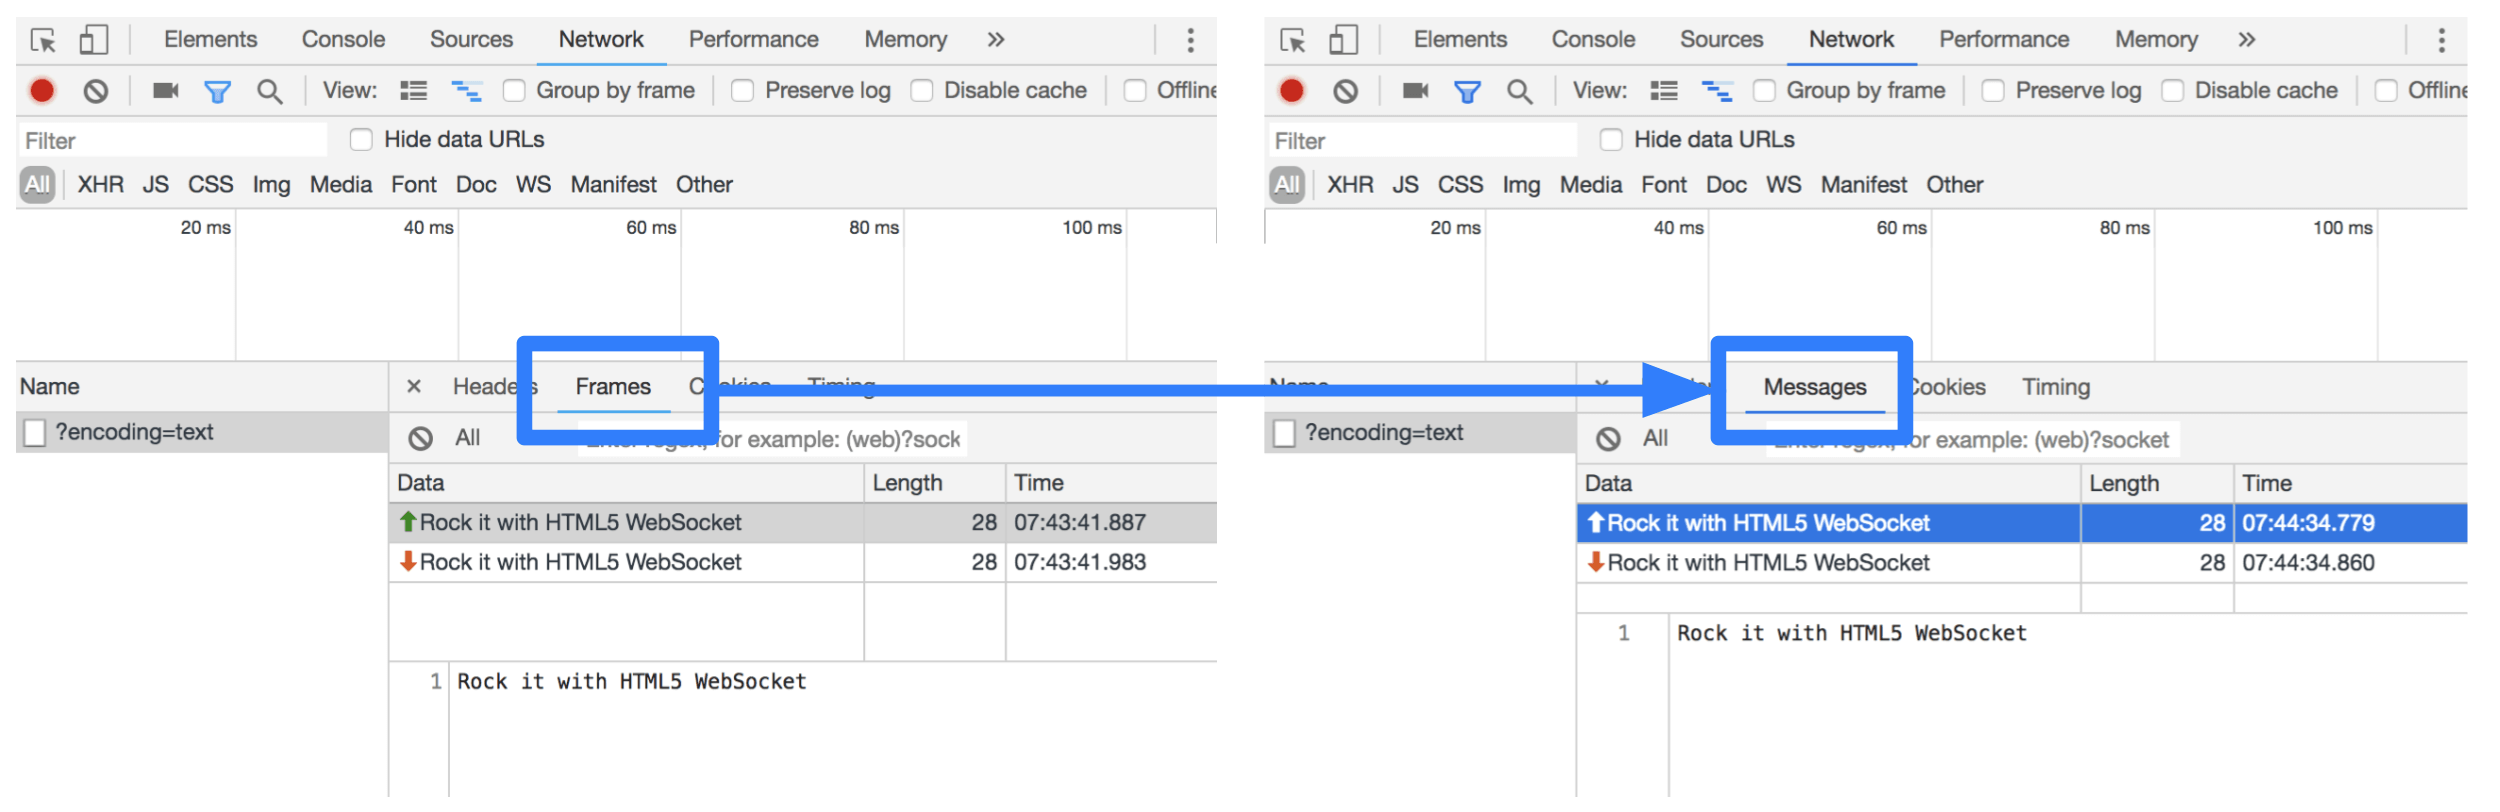 Elements Console Sources Network Performance Memory »
View: Group by frame Preserve log Disable cache Offline
Filter Hide data URLs
All XHR JS CSS Img Media Font Doc WS Manifest Other
20 ms 40 ms 60 ms 80 ms 100 ms
Name × Headers Frames Cookies Timing
?encoding=text
All Enter regex, for example: (web)?sock
Data Length Time
Rock it with HTML5 WebSocket 28 07:43:41.887
Rock it with HTML5 WebSocket 28 07:43:41.983
1 Rock it with HTML5 WebSocket
Elements Console Sources Network Performance Memory »
View: Group by frame Preserve log Disable cache Offline
Filter Hide data URLs
All XHR JS CSS Img Media Font Doc WS Manifest Other
20 ms 40 ms 60 ms 80 ms 100 ms
Name Messages Cookies Timing
?encoding=text
All Enter regex, for example: (web)?socket
Data Length Time
Rock it with HTML5 WebSocket 28 07:44:34.779
Rock it with HTML5 WebSocket 28 07:44:34.860
1 Rock it with HTML5 WebSocket